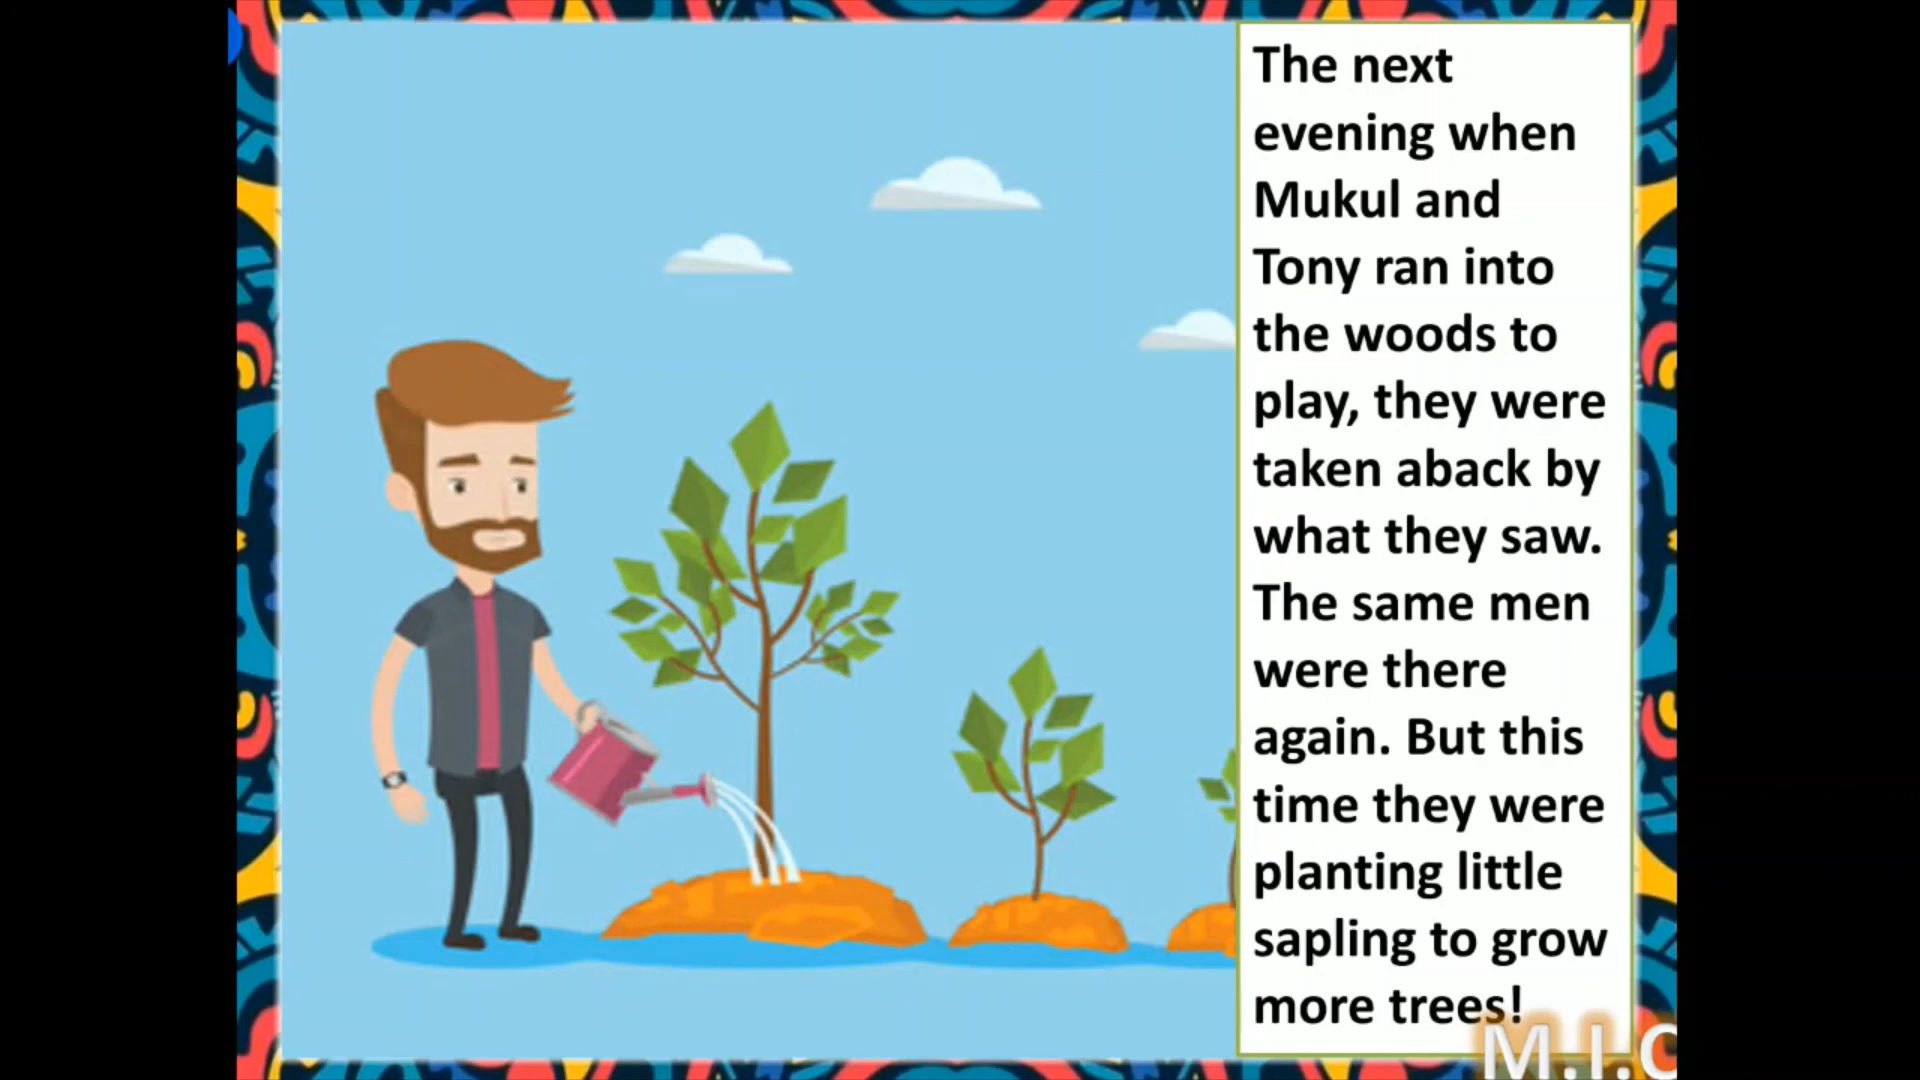 The next
evening when
Mukul and
Tony ran into
the woods to
play, they were
taken aback by
what they saw.
The same men
were there
again. But this
time they were
planting little
sapling to grow
more trees!
M.I.C